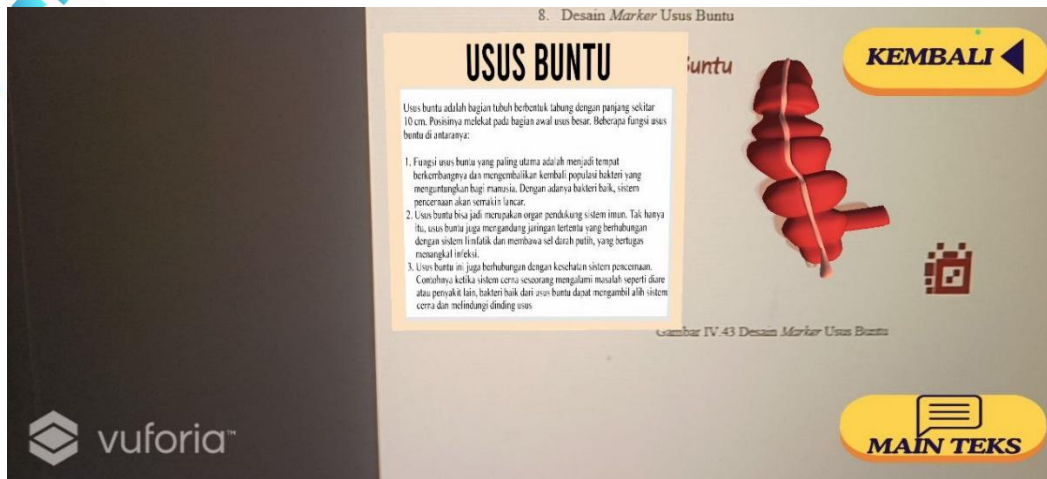 8. Desain Marker Usus Buntu
USUS BUNTU
Usus buntu adalah bagian tubuh berbentuk tabung dengan panjang sekitar
10 cm. Posisinya melekat pada bagian awal usus besar. Beberapa fungsi usus
buntu di antaranya:
1. Fungsi usus buntu yang paling utama adalah menjadi tempat
berkembangnya dan mengembalikan kembali populasi bakteri yang
menguntungkan bagi manusia. Dengan adanya bakteri baik, sistem
pencernaan akan semakin lancar.
2. Usus buntu bisa jadi merupakan organ pendukung sistem imun. Tak hanya
itu, usus buntu juga mengandung jaringan tertentu yang berhubungan
dengan sistem limfatik dan membawa sel darah putih, yang bertugas
menangkal infeksi.
3. Usus buntu ini juga berhubungan dengan kesehatan sistem pencernaan.
Contohnya ketika sistem cerna seseorang mengalami masalah seperti diare
atau penyakit lain, bakteri baik dari usus buntu dapat mengambil alih sistem
cerna dan melindungi dinding usus
untu
KEMBALI
Gambar IV.43 Desain Marker Usus Buntu
vuforia™
MAIN TEKS